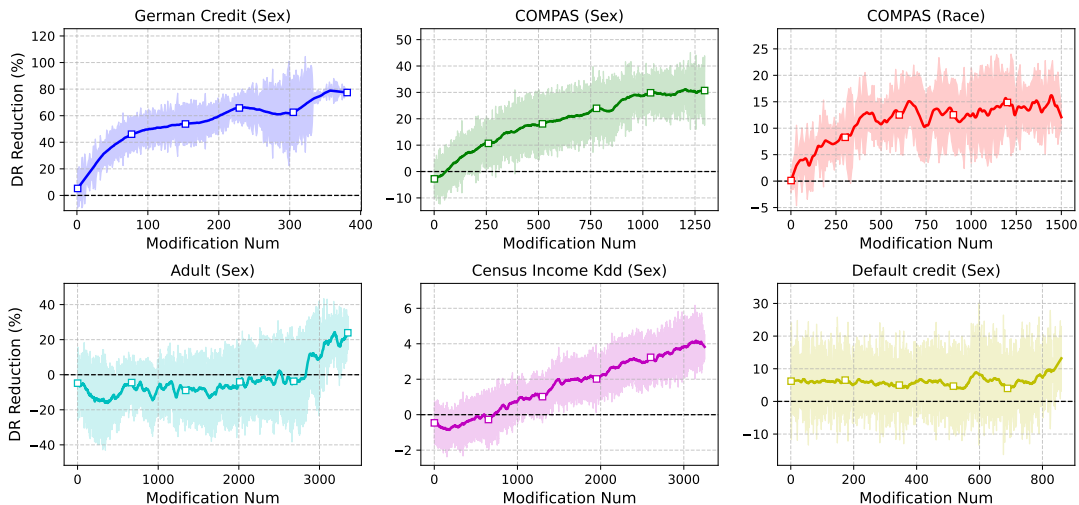 German Credit (Sex) COMPAS (Sex) COMPAS (Race)
DR Reduction (%)
120
100
80
60
40
20
0
0 100 200 300 400
Modification Num
50
40
30
20
10
0
−10
0 250 500 750 1000 1250
Modification Num
25
20
15
10
5
0
−5
0 250 500 750 1000 1250 1500
Modification Num
Adult (Sex) Census Income Kdd (Sex) Default credit (Sex)
DR Reduction (%)
40
20
0
−20
−40
0 1000 2000 3000
Modification Num
6
4
2
0
−2
0 1000 2000 3000
Modification Num
30
20
10
0
−10
0 200 400 600 800
Modification Num